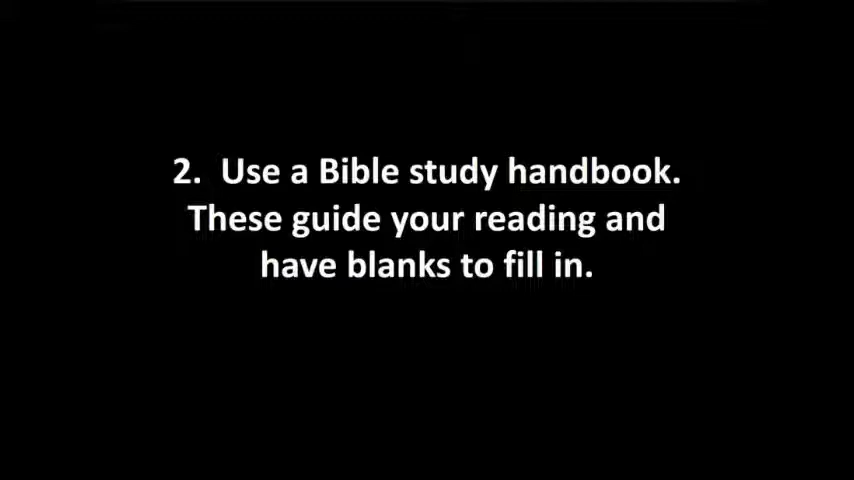 2. Use a Bible study handbook.
These guide your reading and
have blanks to fill in.